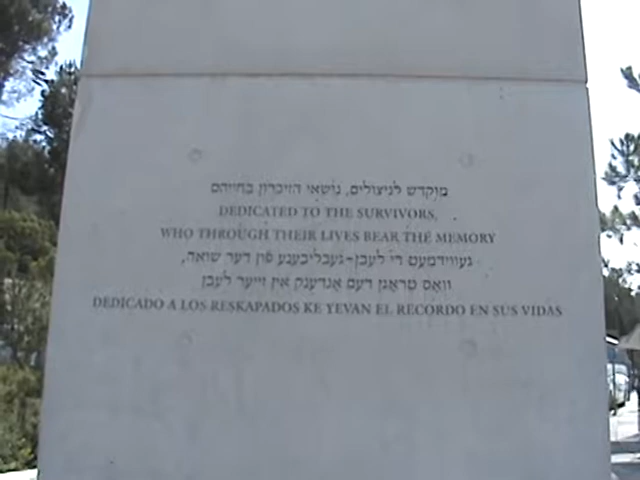 מוקדש לניצולים, נושאי הזיכרון בחייהם
DEDICATED TO THE SURVIVORS,
WHO THROUGH THEIR LIVES BEAR THE MEMORY
געווידמעט די לעבן-געבליבענע פֿון דער שואה,
וואָס טראָגן דעם אָנדענק אין זייער לעבן
DEDICADO A LOS RESKAPADOS KE YEVAN EL RECORDO EN SUS VIDAS